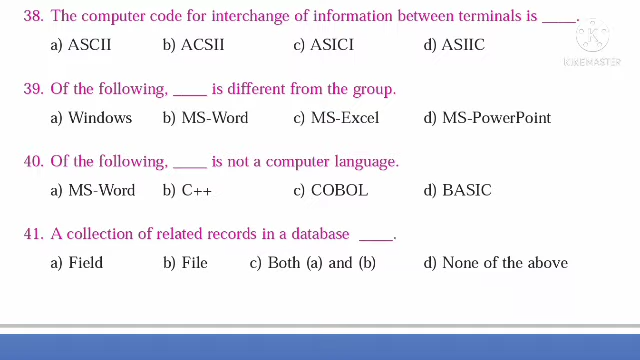 38. The computer code for interchange of information between terminals is ____.
a) ASCII b) ACSII c) ASICI d) ASIIC
KINEMASTER
39. Of the following, ____ is different from the group.
a) Windows b) MS-Word c) MS-Excel d) MS-PowerPoint
40. Of the following, ____ is not a computer language.
a) MS-Word b) C++ c) COBOL d) BASIC
41. A collection of related records in a database ____.
a) Field b) File c) Both (a) and (b) d) None of the above